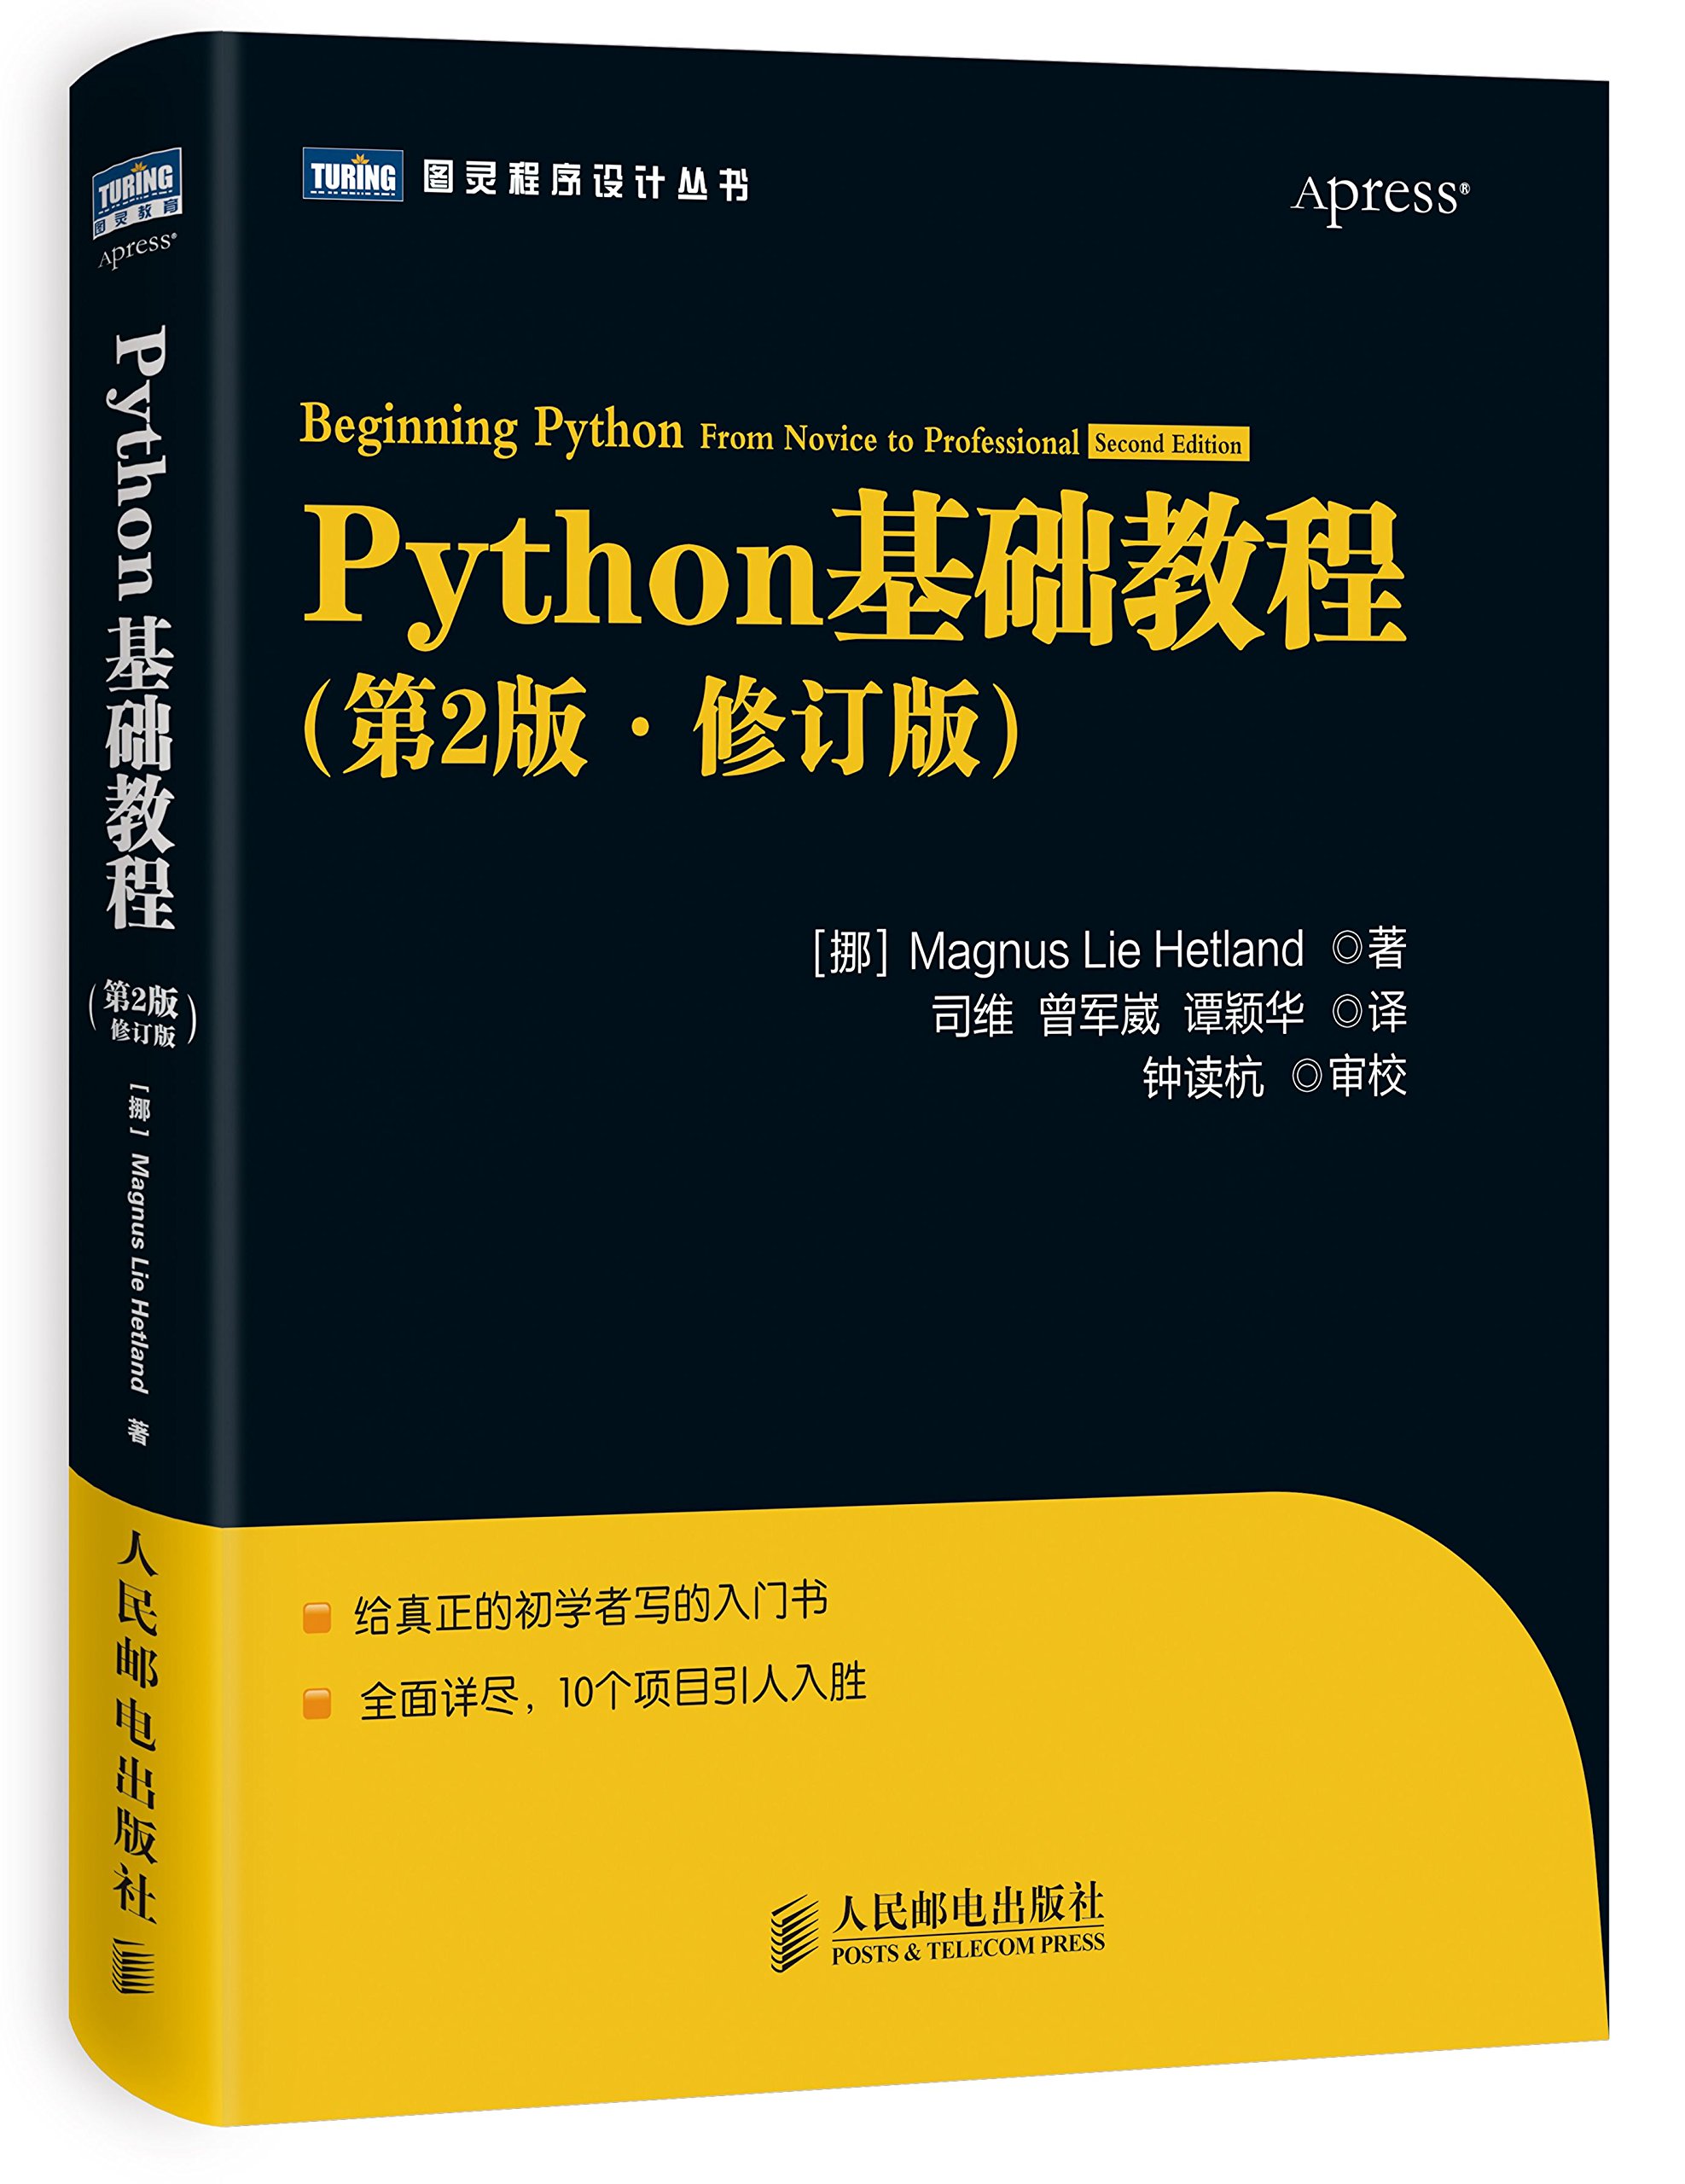 TURING 图灵程序设计丛书
Apress®
Beginning Python From Novice to Professional Second Edition
Python基础教程
(第2版·修订版)
[挪] Magnus Lie Hetland ◎著
司维 曾军崴 谭颖华 ◎译
钟读杭 ◎审校
给真正的初学者写的入门书
全面详尽，10个项目引人入胜
人民邮电出版社
POSTS & TELECOM PRESS
TURING
图灵教育
Apress®
Python基础教程
(第2版
修订版)
[挪] Magnus Lie Hetland 著
人民邮电出版社